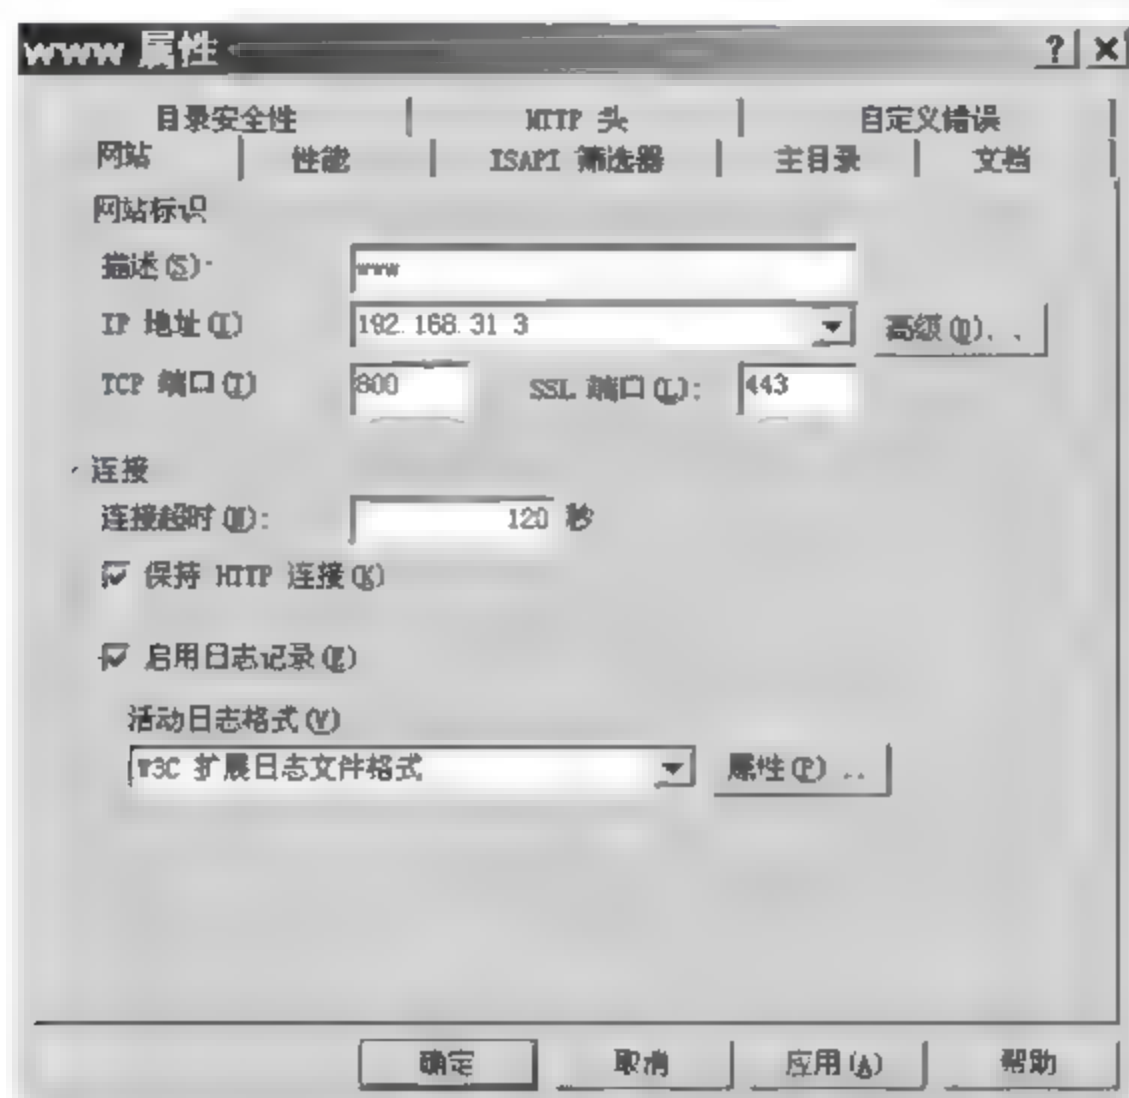 www 属性
? ×
目录安全性 HTTP 头 自定义错误
网站 性能 ISAPI 筛选器 主目录 文档
网站标识
描述(S):
www
IP 地址(I)
192.168.31.3
高级(D)...
TCP 端口(T)
800
SSL 端口(L):
443
连接
连接超时(N):
120 秒
保持 HTTP 连接(K)
启用日志记录(E)
活动日志格式(V)
W3C 扩展日志文件格式
属性(P)...
确定 取消 应用(A) 帮助